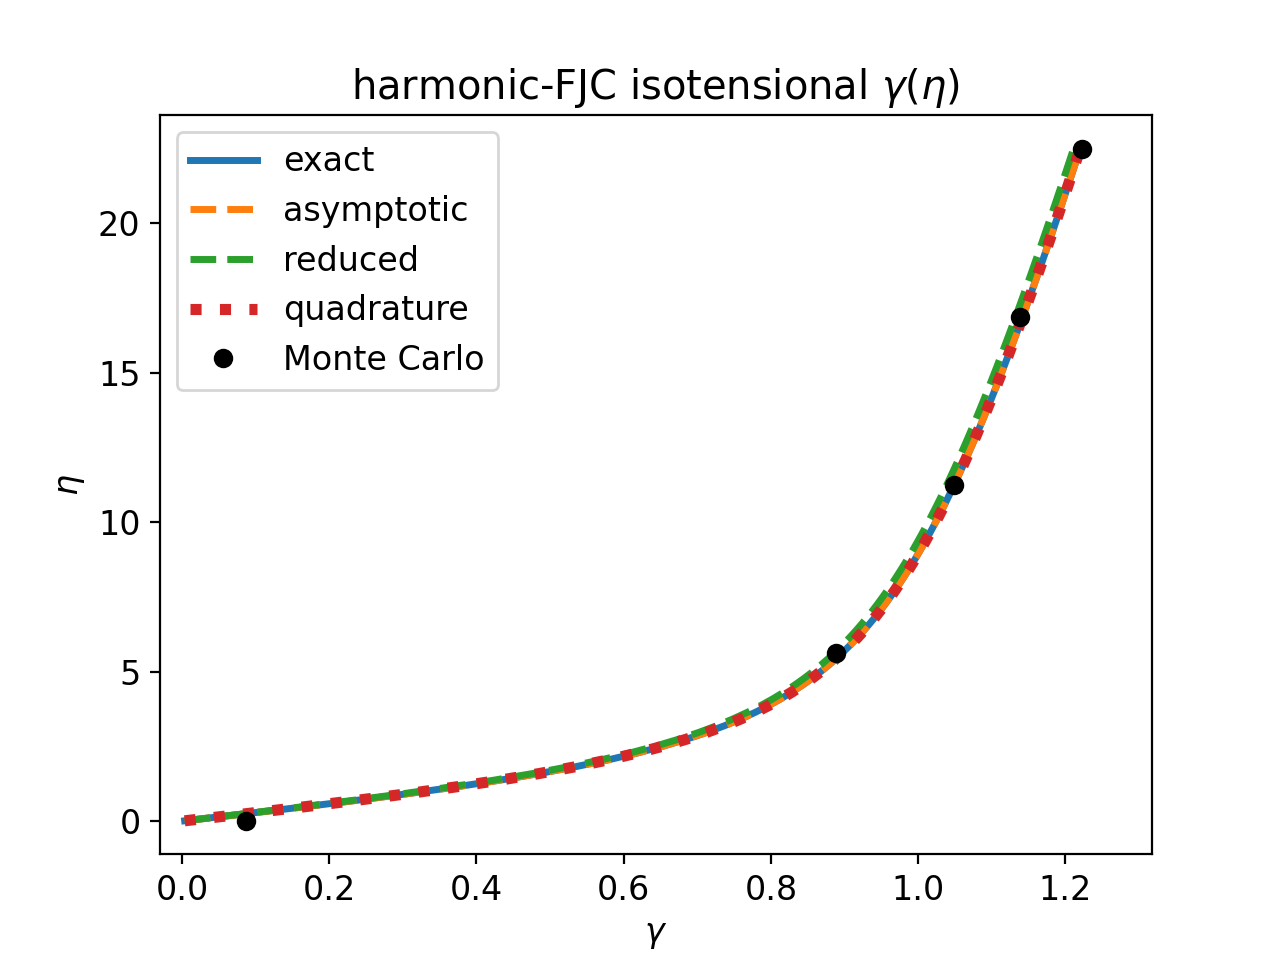 harmonic-FJC isotensional γ(η)
exact
asymptotic
reduced
quadrature
Monte Carlo
η
20
15
10
5
0
0.0 0.2 0.4 0.6 0.8 1.0 1.2
γ